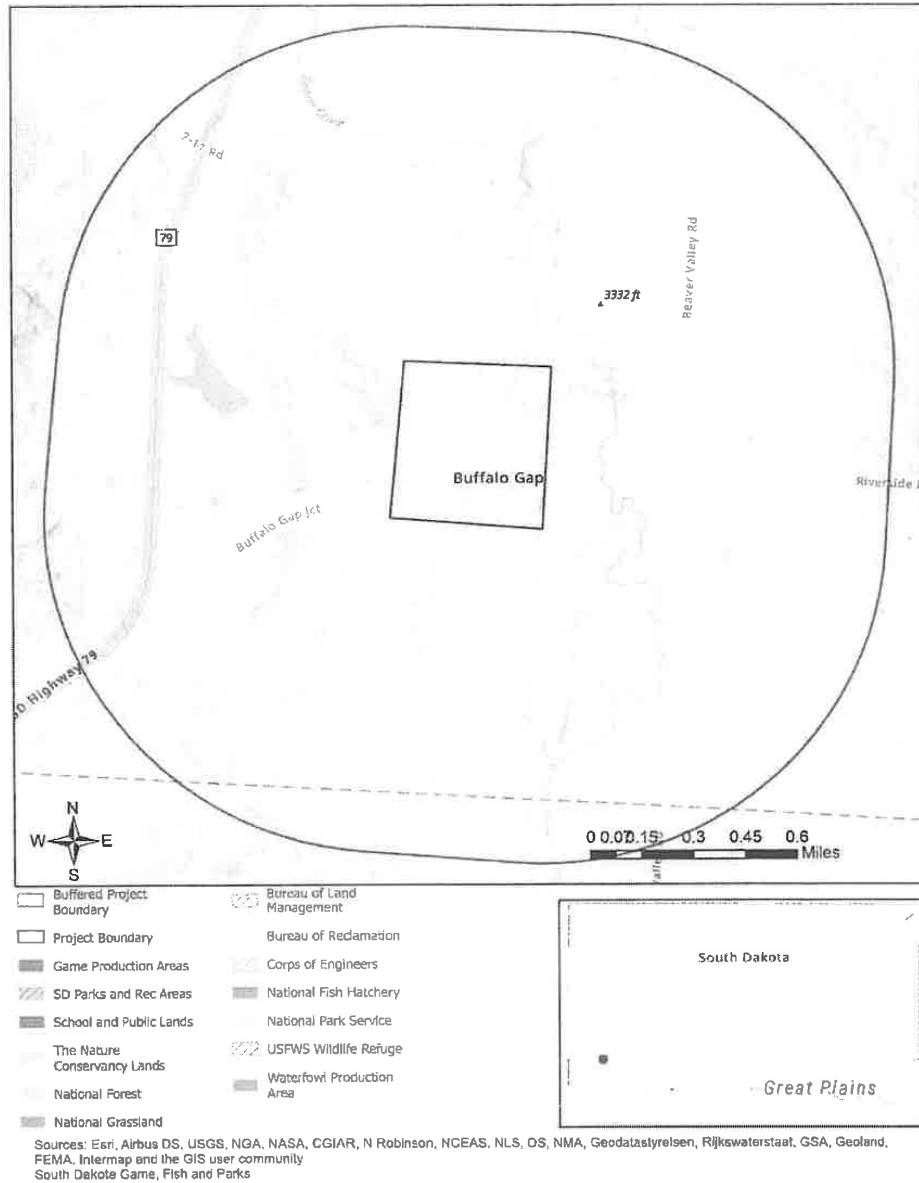 7-11 Rd
79
3332 ft
Beaver Valley Rd
Buffalo Gap
Riverside
Buffalo Gap Jct
SD Highway 79
N
W E
S
0 0.07 0.15 0.3 0.45 0.6
Miles
Buffered Project
Boundary
Project Boundary
Game Production Areas
SD Parks and Rec Areas
School and Public Lands
The Nature
Conservancy Lands
National Forest
National Grassland
Bureau of Land
Management
Bureau of Reclamation
Corps of Engineers
National Fish Hatchery
National Park Service
USFWS Wildlife Refuge
Waterfowl Production
Area
South Dakota
Great Plains
Sources: Esri, Airbus DS, USGS, NGA, NASA, CGIAR, N Robinson, NCEAS, NLS, OS, NMA, Geodatastyrelsen, Rijkswaterstaat, GSA, Geoland,
FEMA, Intermap and the GIS user community
South Dakota Game, Fish and Parks